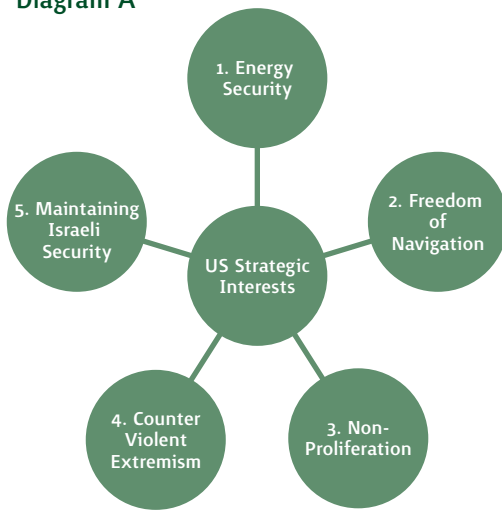 Diagram A
1. Energy
Security
2. Freedom
of
Navigation
3. Non-
Proliferation
4. Counter
Violent
Extremism
5. Maintaining
Israeli
Security
US Strategic
Interests